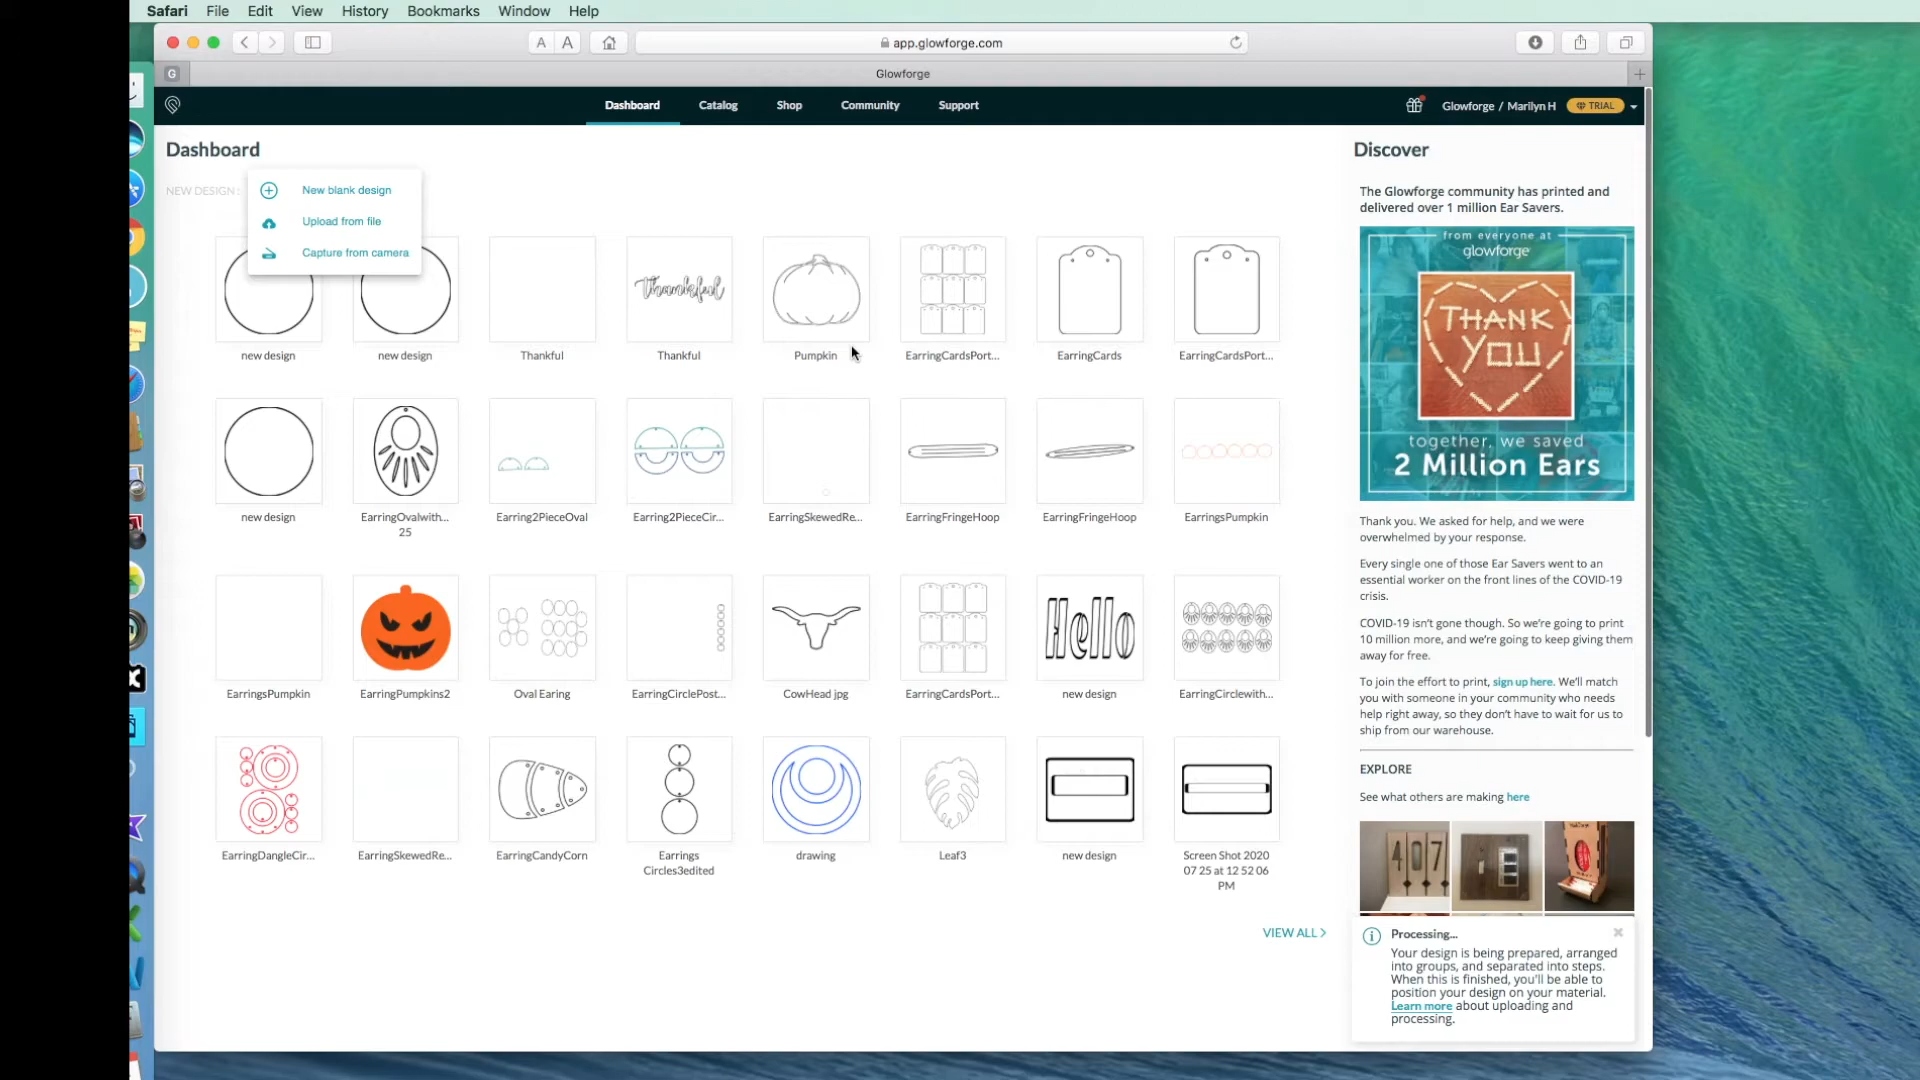 Safari File Edit View History Bookmarks Window Help
A A app.glowforge.com
G Glowforge
Dashboard Catalog Shop Community Support Glowforge / Marilyn H TRIAL
Dashboard
NEW DESIGN :
New blank design
Upload from file
Capture from camera
new design new design Thankful Thankful Pumpkin EarringCardsPort... EarringCards EarringCardsPort...
Thankful
new design EarringOvalwith... Earring2PieceOval Earring2PieceCir... EarringSkewedRe... EarringFringeHoop EarringFringeHoop EarringsPumpkin
25
Hello
EarringsPumpkin EarringPumpkins2 Oval Earing EarringCirclePost... CowHead jpg EarringCardsPort... new design EarringCirclewith...
EarringDangleCir... EarringSkewedRe... EarringCandyCorn Earrings drawing Leaf3 new design Screen Shot 2020
Circles3edited 07 25 at 12 52 06
PM
VIEW ALL >
Discover
The Glowforge community has printed and
delivered over 1 million Ear Savers.
from everyone at
glowforge
THANK
YOU
together, we saved
2 Million Ears
Thank you. We asked for help, and we were
overwhelmed by your response.
Every single one of those Ear Savers went to an
essential worker on the front lines of the COVID-19
crisis.
COVID-19 isn't gone though. So we're going to print
10 million more, and we're going to keep giving them
away for free.
To join the effort to print, sign up here. We'll match
you with someone in your community who needs
help right away, so they don't have to wait for us to
ship from our warehouse.
EXPLORE
See what others are making here
407
Processing...
Your design is being prepared, arranged
into groups, and separated into steps.
When this is finished, you'll be able to
position your design on your material.
Learn more about uploading and
processing.